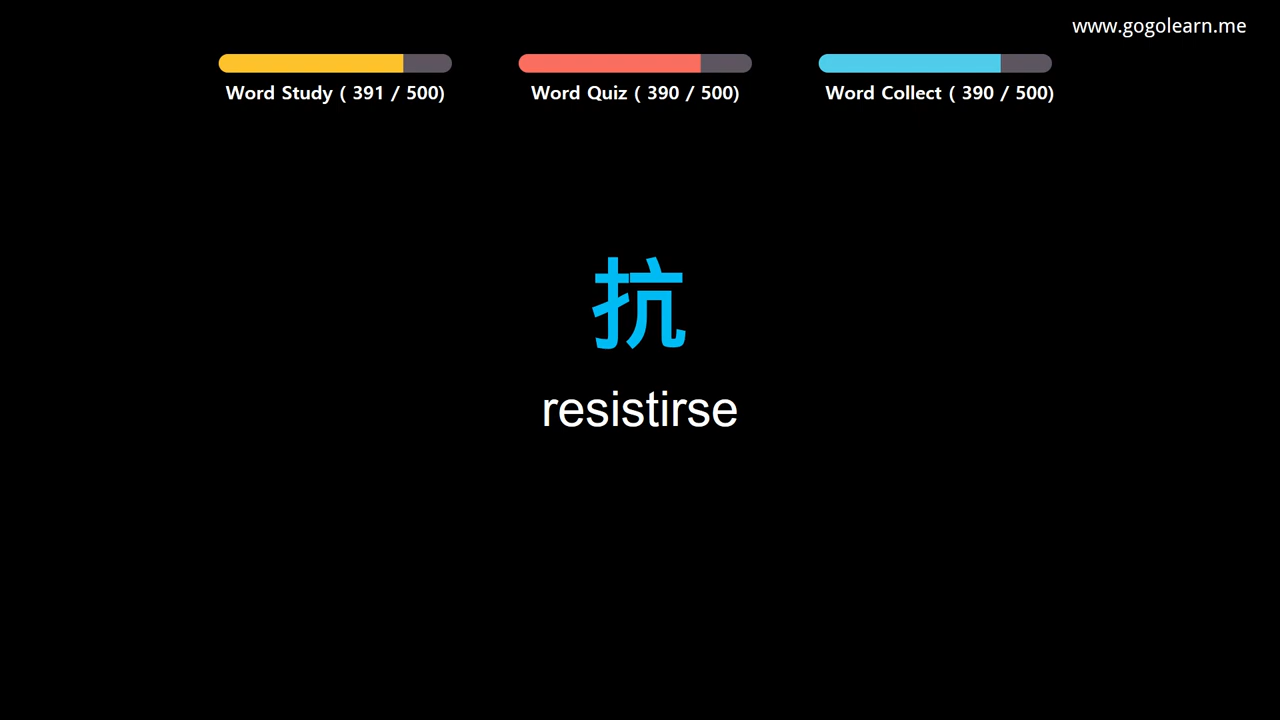 www.gogolearn.me
Word Study ( 391 / 500)
Word Quiz ( 390 / 500)
Word Collect ( 390 / 500)
抗
resistirse